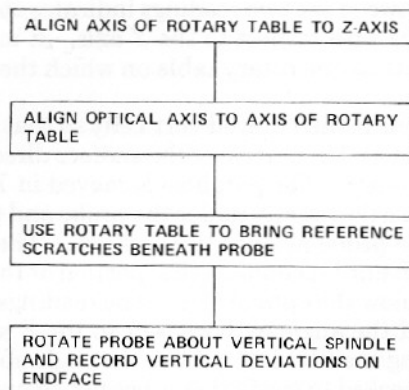 ALIGN AXIS OF ROTARY TABLE TO Z-AXIS
ALIGN OPTICAL AXIS TO AXIS OF ROTARY
TABLE
USE ROTARY TABLE TO BRING REFERENCE
SCRATCHES BENEATH PROBE
ROTATE PROBE ABOUT VERTICAL SPINDLE
AND RECORD VERTICAL DEVIATIONS ON
ENDFACE